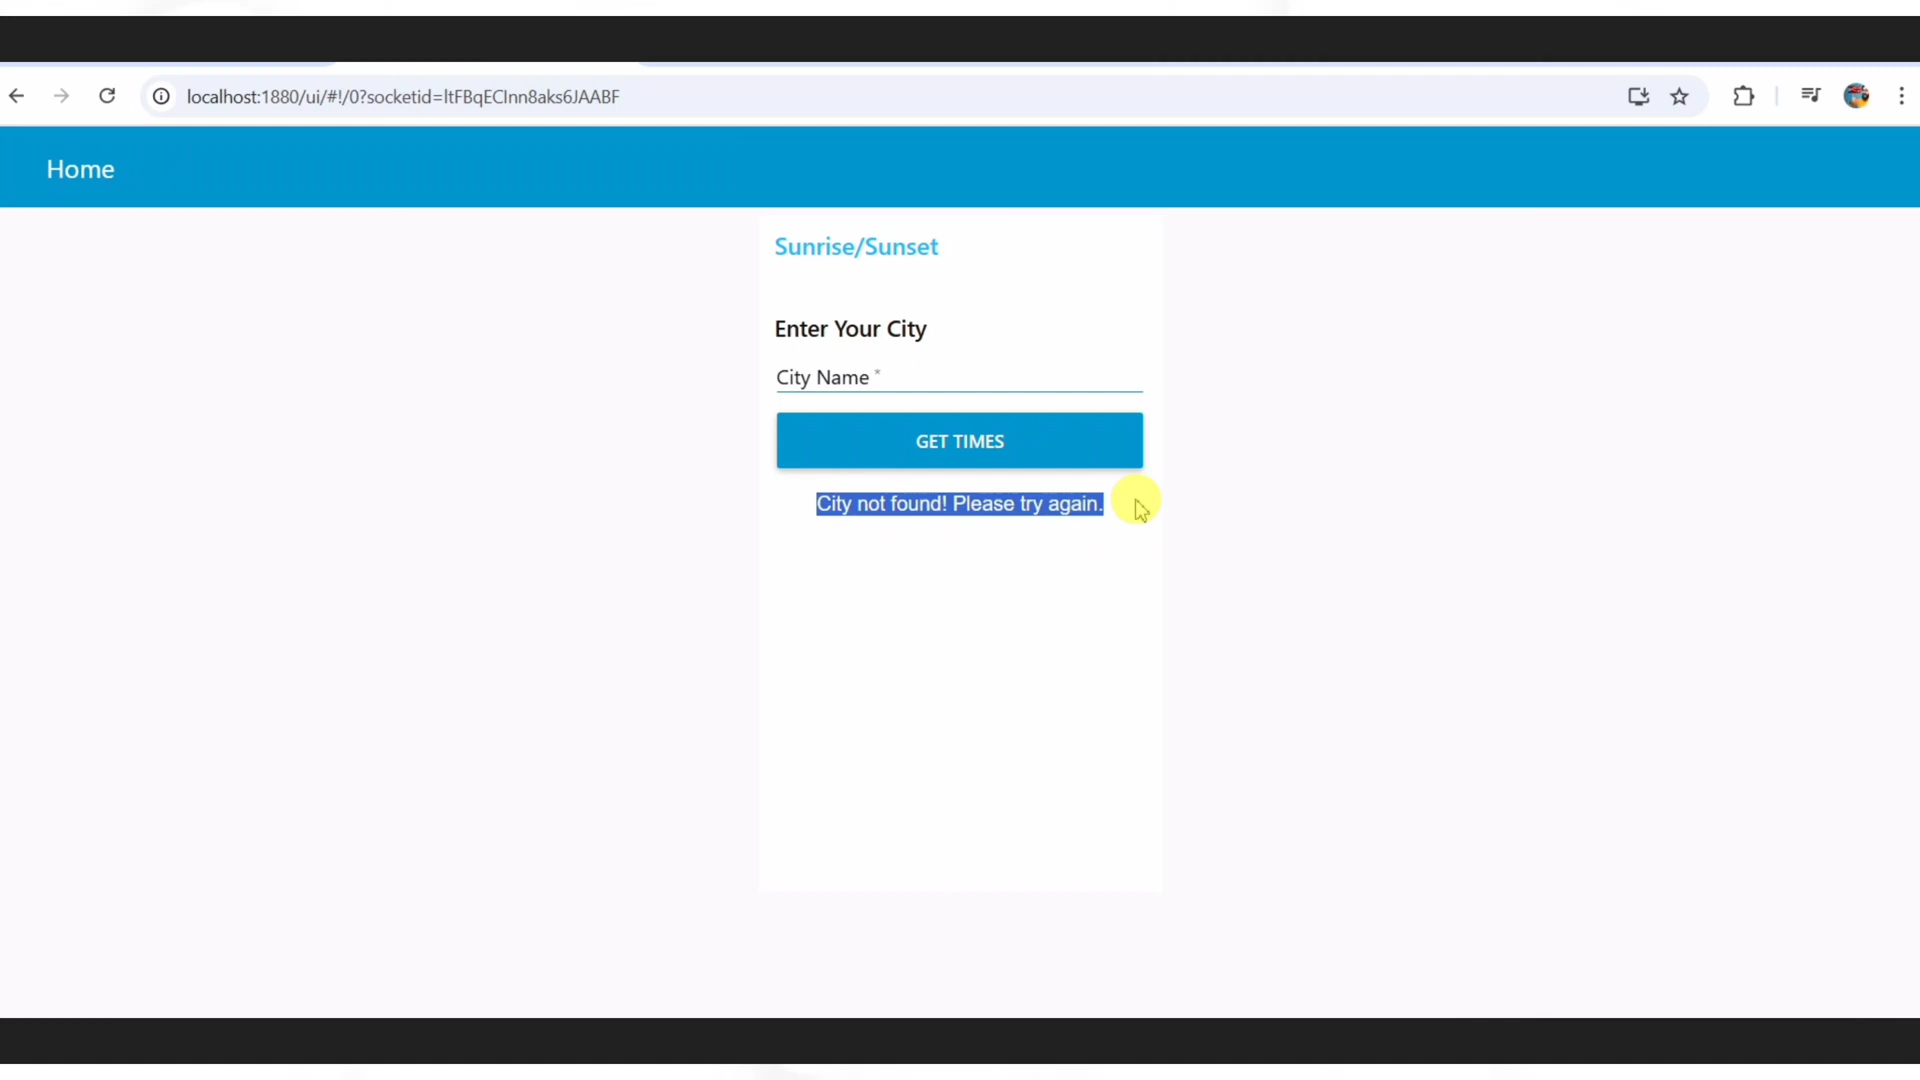 localhost:1880/ui/#!/0?socketid=ltFBqECInn8aks6JAABF
Home
Sunrise/Sunset
Enter Your City
City Name *
GET TIMES
City not found! Please try again.